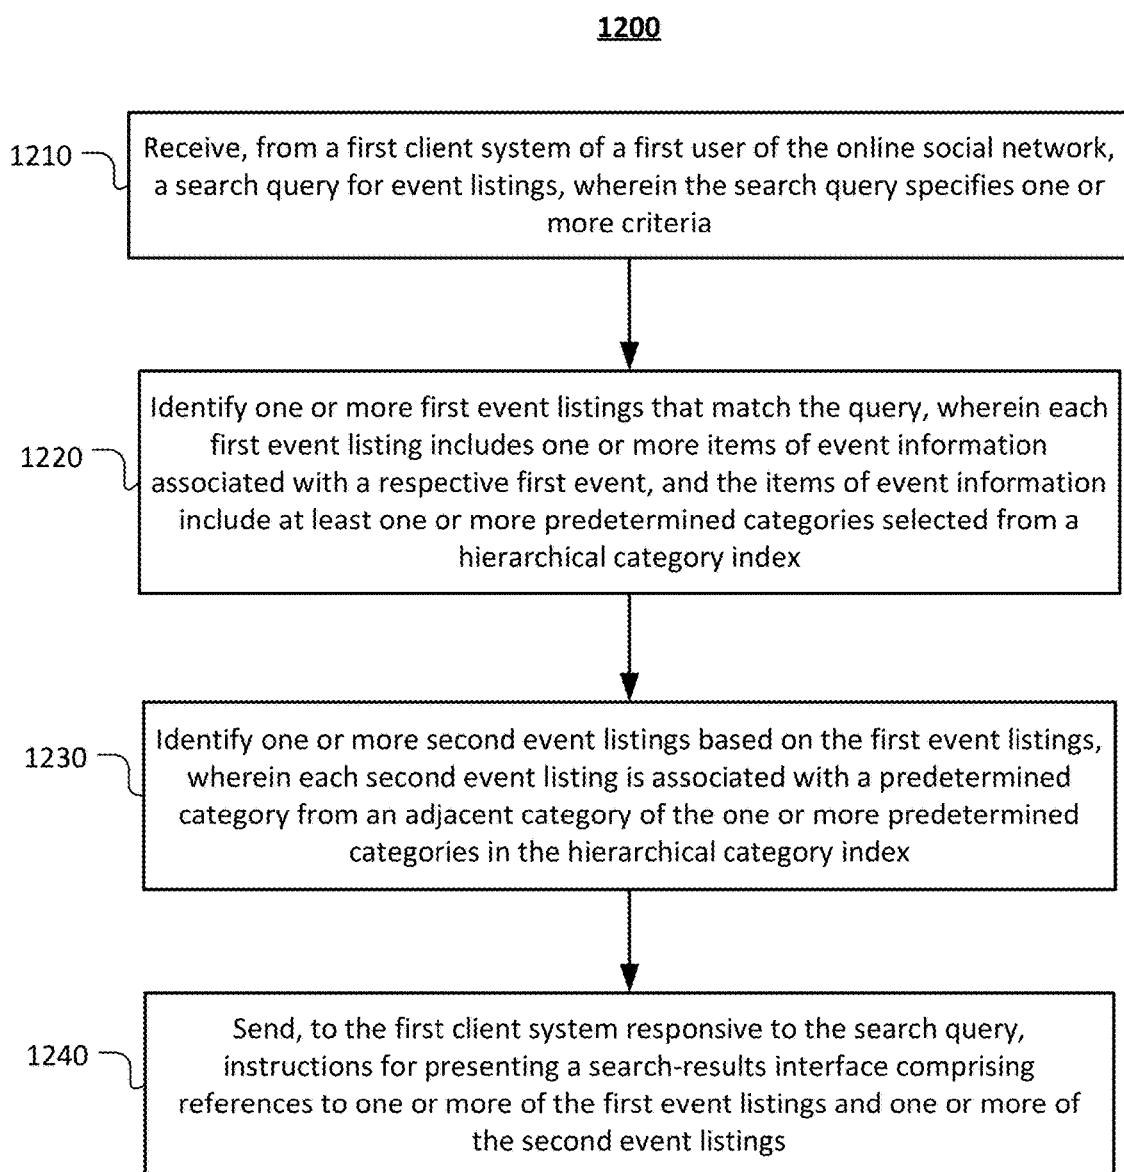 1200
1210
Receive, from a first client system of a first user of the online social network,
a search query for event listings, wherein the search query specifies one or
more criteria
1220
Identify one or more first event listings that match the query, wherein each
first event listing includes one or more items of event information
associated with a respective first event, and the items of event information
include at least one or more predetermined categories selected from a
hierarchical category index
1230
Identify one or more second event listings based on the first event listings,
wherein each second event listing is associated with a predetermined
category from an adjacent category of the one or more predetermined
categories in the hierarchical category index
1240
Send, to the first client system responsive to the search query,
instructions for presenting a search-results interface comprising
references to one or more of the first event listings and one or more of
the second event listings